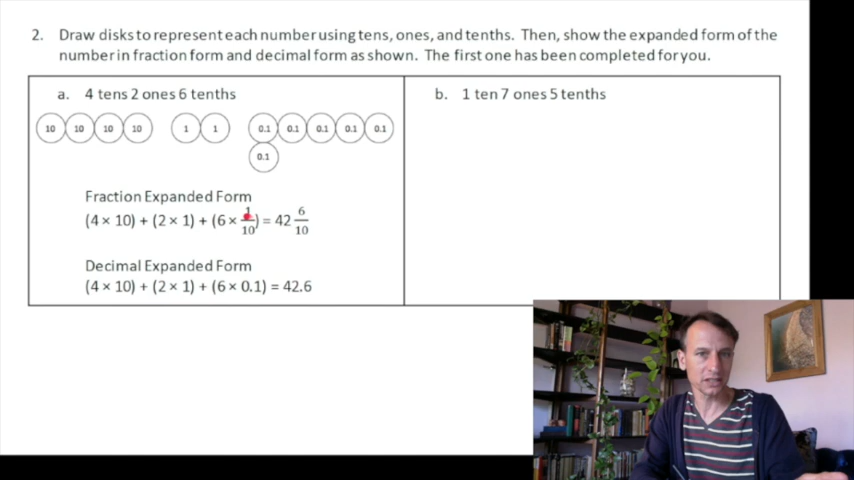 2. Draw disks to represent each number using tens, ones, and tenths. Then, show the expanded form of the
number in fraction form and decimal form as shown. The first one has been completed for you.
a. 4 tens 2 ones 6 tenths
10 10 10 10 1 1 0.1 0.1 0.1 0.1 0.1
0.1
Fraction Expanded Form
(4 × 10) + (2 × 1) + (6 × 1/10) = 42 6/10
Decimal Expanded Form
(4 × 10) + (2 × 1) + (6 × 0.1) = 42.6
b. 1 ten 7 ones 5 tenths